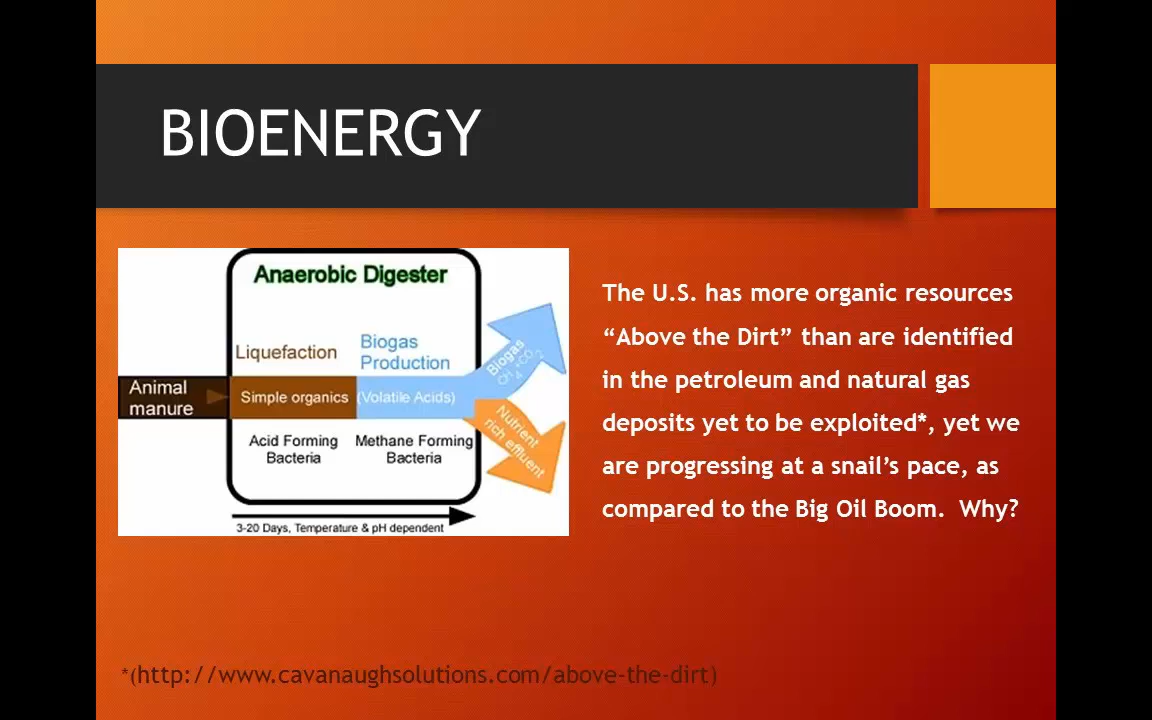 BIOENERGY
Anaerobic Digester
Liquefaction
Biogas
Production
Animal
manure
Simple organics
(Volatile Acids)
Biogas
CH4+CO2
Nutrient
rich effluent
Acid Forming
Bacteria
Methane Forming
Bacteria
3-20 Days, Temperature & pH dependent
The U.S. has more organic resources
“Above the Dirt” than are identified
in the petroleum and natural gas
deposits yet to be exploited*, yet we
are progressing at a snail’s pace, as
compared to the Big Oil Boom.  Why?
*(http://www.cavanaughsolutions.com/above-the-dirt)